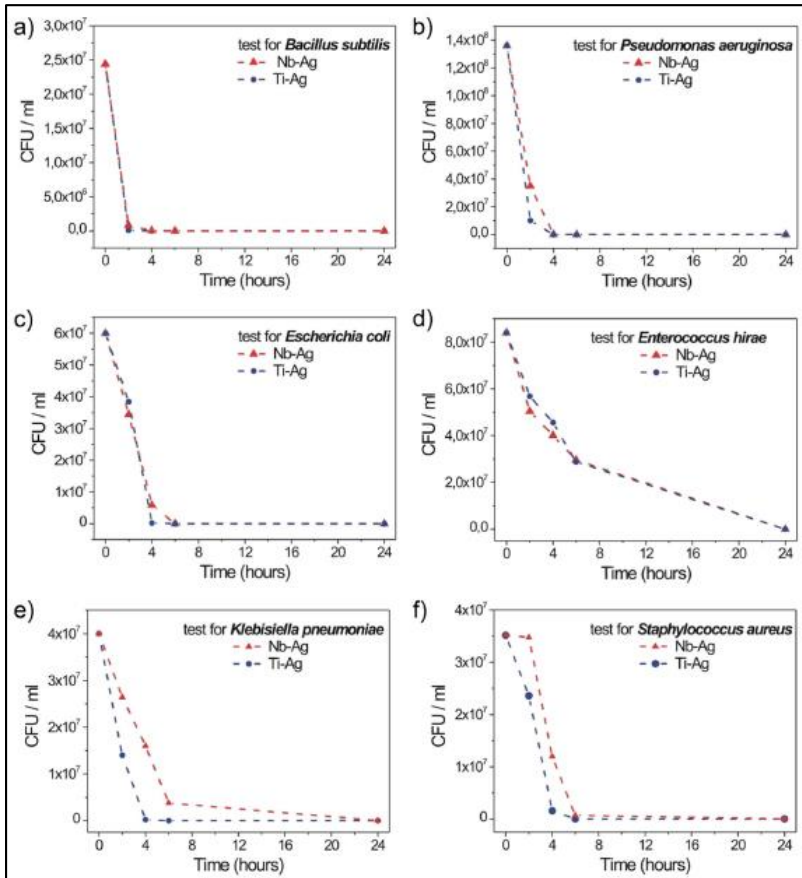 a)
test for Bacillus subtilis
Nb-Ag
Ti-Ag
CFU / ml
3,0x10⁷
2,5x10⁷
2,0x10⁷
1,5x10⁷
1,0x10⁷
5,0x10⁶
0,0
0 4 8 12 16 20 24
Time (hours)
b)
test for Pseudomonas aeruginosa
Nb-Ag
Ti-Ag
CFU / ml
1,4x10⁸
1,2x10⁸
1,0x10⁸
8,0x10⁷
6,0x10⁷
4,0x10⁷
2,0x10⁷
0,0
0 4 8 12 16 20 24
Time (hours)
c)
test for Escherichia coli
Nb-Ag
Ti-Ag
CFU / ml
6x10⁷
5x10⁷
4x10⁷
3x10⁷
2x10⁷
1x10⁷
0
0 4 8 12 16 20 24
Time (hours)
d)
test for Enterococcus hirae
Nb-Ag
Ti-Ag
CFU / ml
8,0x10⁷
6,0x10⁷
4,0x10⁷
2,0x10⁷
0,0
0 4 8 12 16 20 24
Time (hours)
e)
test for Klebisiella pneumoniae
Nb-Ag
Ti-Ag
CFU / ml
4x10⁷
3x10⁷
2x10⁷
1x10⁷
0
0 4 8 12 16 20 24
Time (hours)
f)
test for Staphylococcus aureus
Nb-Ag
Ti-Ag
CFU / ml
4x10⁷
3x10⁷
2x10⁷
1x10⁷
0
0 4 8 12 16 20 24
Time (hours)